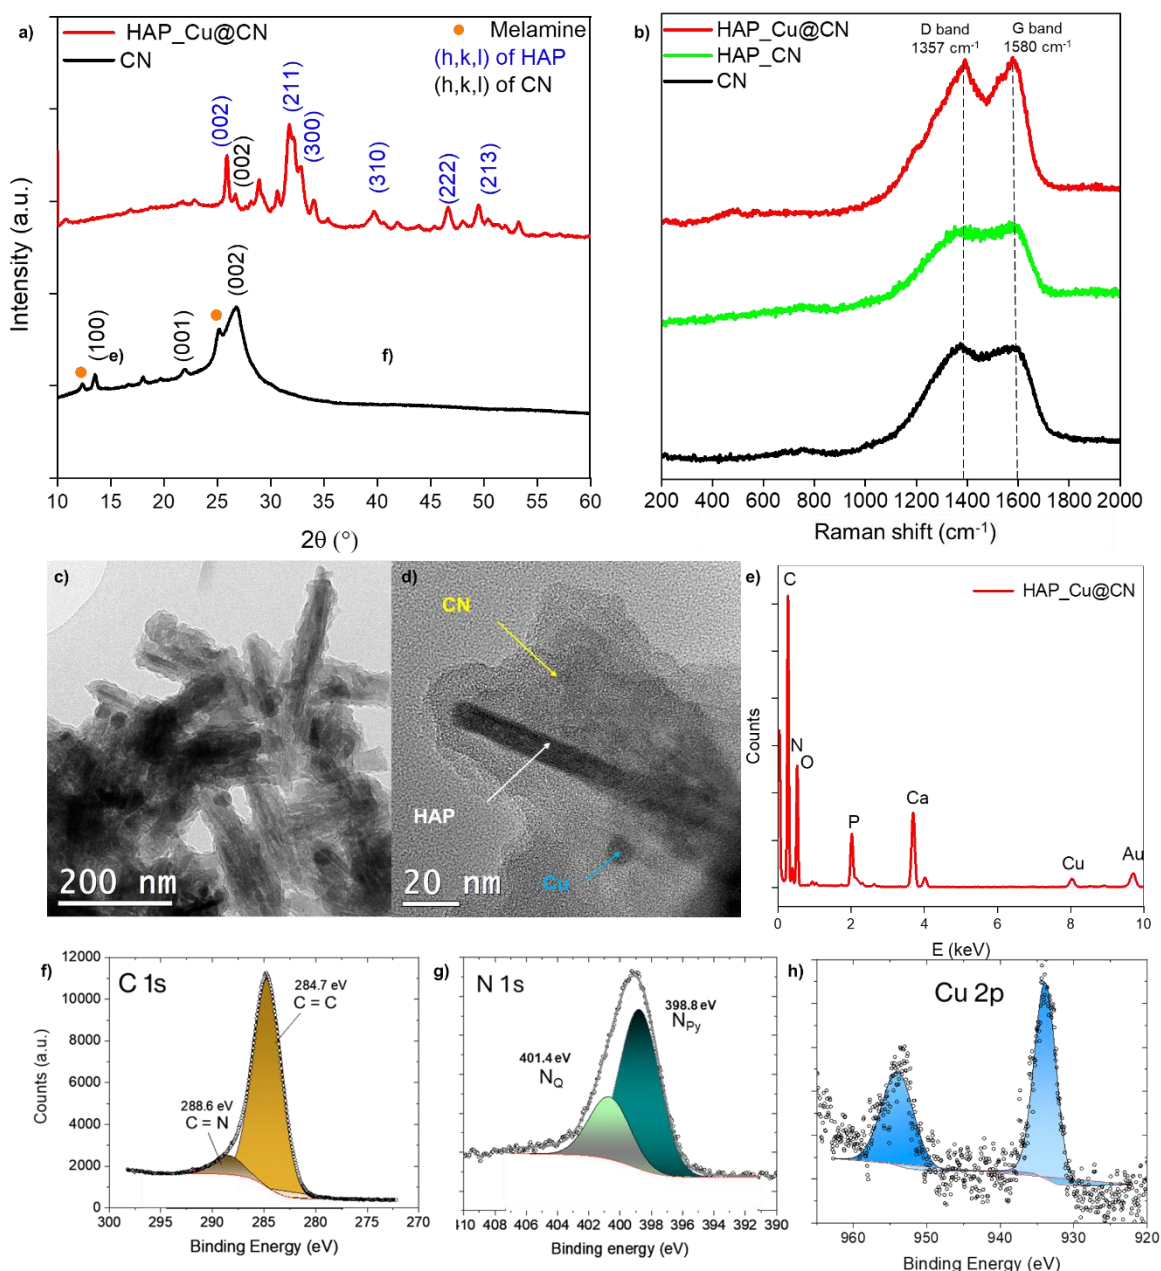 a)
HAP_Cu@CN
CN
Melamine
(h,k,l) of HAP
(h,k,l) of CN
(002)
(002)
(211)
(300)
(310)
(222)
(213)
(100)
(001)
(002)
e)
f)
Intensity (a.u.)
10 15 20 25 30 35 40 45 50 55 60
2θ (°)
b)
HAP_Cu@CN
HAP_CN
CN
D band
1357 cm⁻¹
G band
1580 cm⁻¹
200 400 600 800 1000 1200 1400 1600 1800 2000
Raman shift (cm⁻¹)
c)
200 nm
d)
CN
HAP
Cu
20 nm
e)
HAP_Cu@CN
C
N
O
P
Ca
Cu
Au
Counts
0 2 4 6 8 10
E (keV)
f)
C 1s
284.7 eV
C = C
288.6 eV
C = N
Counts (a.u.)
12000
10000
8000
6000
4000
2000
0
300 295 290 285 280 275 270
Binding Energy (eV)
g)
N 1s
398.8 eV
N_Py
401.4 eV
N_Q
110 408 406 404 402 400 398 396 394 392 390
Binding energy (eV)
h)
Cu 2p
960 950 940 930 920
Binding Energy (eV)